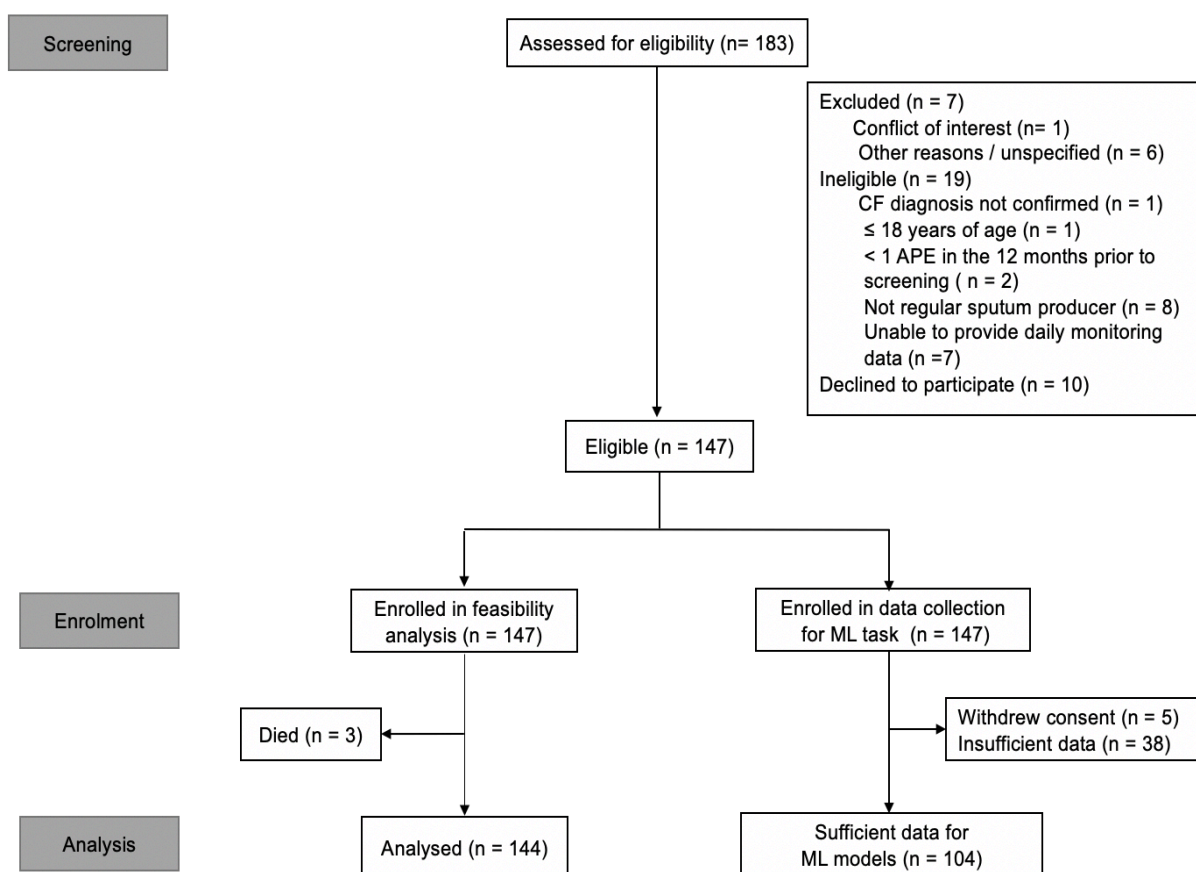 Screening
Assessed for eligibility (n= 183)
Excluded (n = 7)
Conflict of interest (n= 1)
Other reasons / unspecified (n = 6)
Ineligible (n = 19)
CF diagnosis not confirmed (n = 1)
≤ 18 years of age (n = 1)
< 1 APE in the 12 months prior to
screening ( n = 2)
Not regular sputum producer (n = 8)
Unable to provide daily monitoring
data (n =7)
Declined to participate (n = 10)
Eligible (n = 147)
Enrolment
Enrolled in feasibility
analysis (n = 147)
Enrolled in data collection
for ML task (n = 147)
Died (n = 3)
Withdrew consent (n = 5)
Insufficient data (n = 38)
Analysis
Analysed (n = 144)
Sufficient data for
ML models (n = 104)